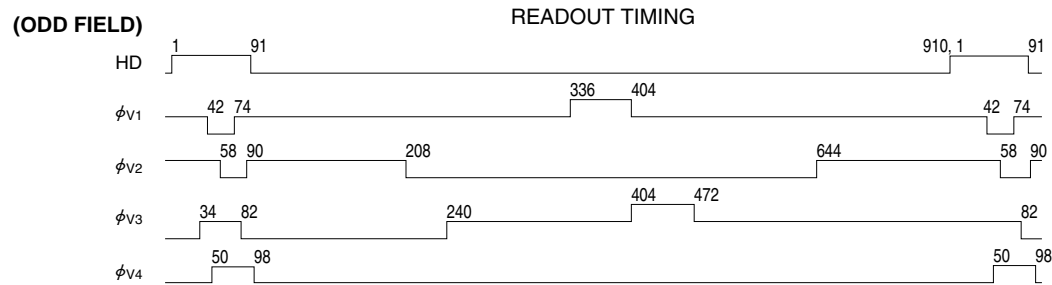 READOUT TIMING
(ODD FIELD)
HD 1 91 910, 1 91
ϕV1 42 74 336 404 42 74
ϕV2 58 90 208 644 58 90
ϕV3 34 82 240 404 472 82
ϕV4 50 98 50 98